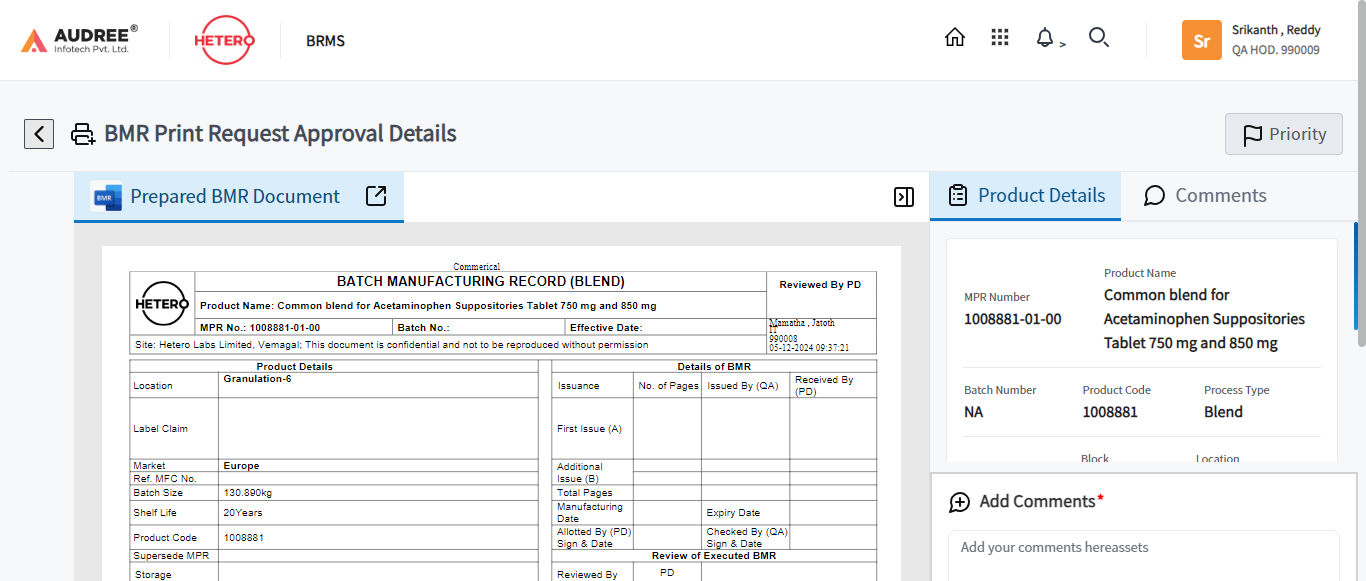 AUDREE®
Infotech Pvt. Ltd.
HETERO
BRMS
>
Sr
Srikanth , Reddy
QA HOD. 990009
BMR Print Request Approval Details
Priority
BMR
Prepared BMR Document
Product Details
Comments
Commerical
HETERO
BATCH MANUFACTURING RECORD (BLEND)
Reviewed By PD
Product Name: Common blend for Acetaminophen Suppositories Tablet 750 mg and 850 mg
MPR No.: 1008881-01-00
Batch No.:
Effective Date:
Mamatha , Jatoth
IT
990008
05-12-2024 09:37:21
Site: Hetero Labs Limited, Vemagal; This document is confidential and not to be reproduced without permission
Product Details
Location
Granulation-6
Label Claim
Market
Europe
Ref. MFC No.
Batch Size
130.890kg
Shelf Life
20Years
Product Code
1008881
Supersede MPR
Storage
Details of BMR
Issuance
No. of Pages
Issued By (QA)
Received By
(PD)
First Issue (A)
Additional
Issue (B)
Total Pages
Manufacturing
Date
Expiry Date
Allotted By (PD)
Sign & Date
Checked By (QA)
Sign & Date
Review of Executed BMR
Reviewed By
PD
MPR Number
1008881-01-00
Product Name
Common blend for
Acetaminophen Suppositories
Tablet 750 mg and 850 mg
Batch Number
NA
Product Code
1008881
Process Type
Blend
Block
Location
Add Comments*
Add your comments hereassets